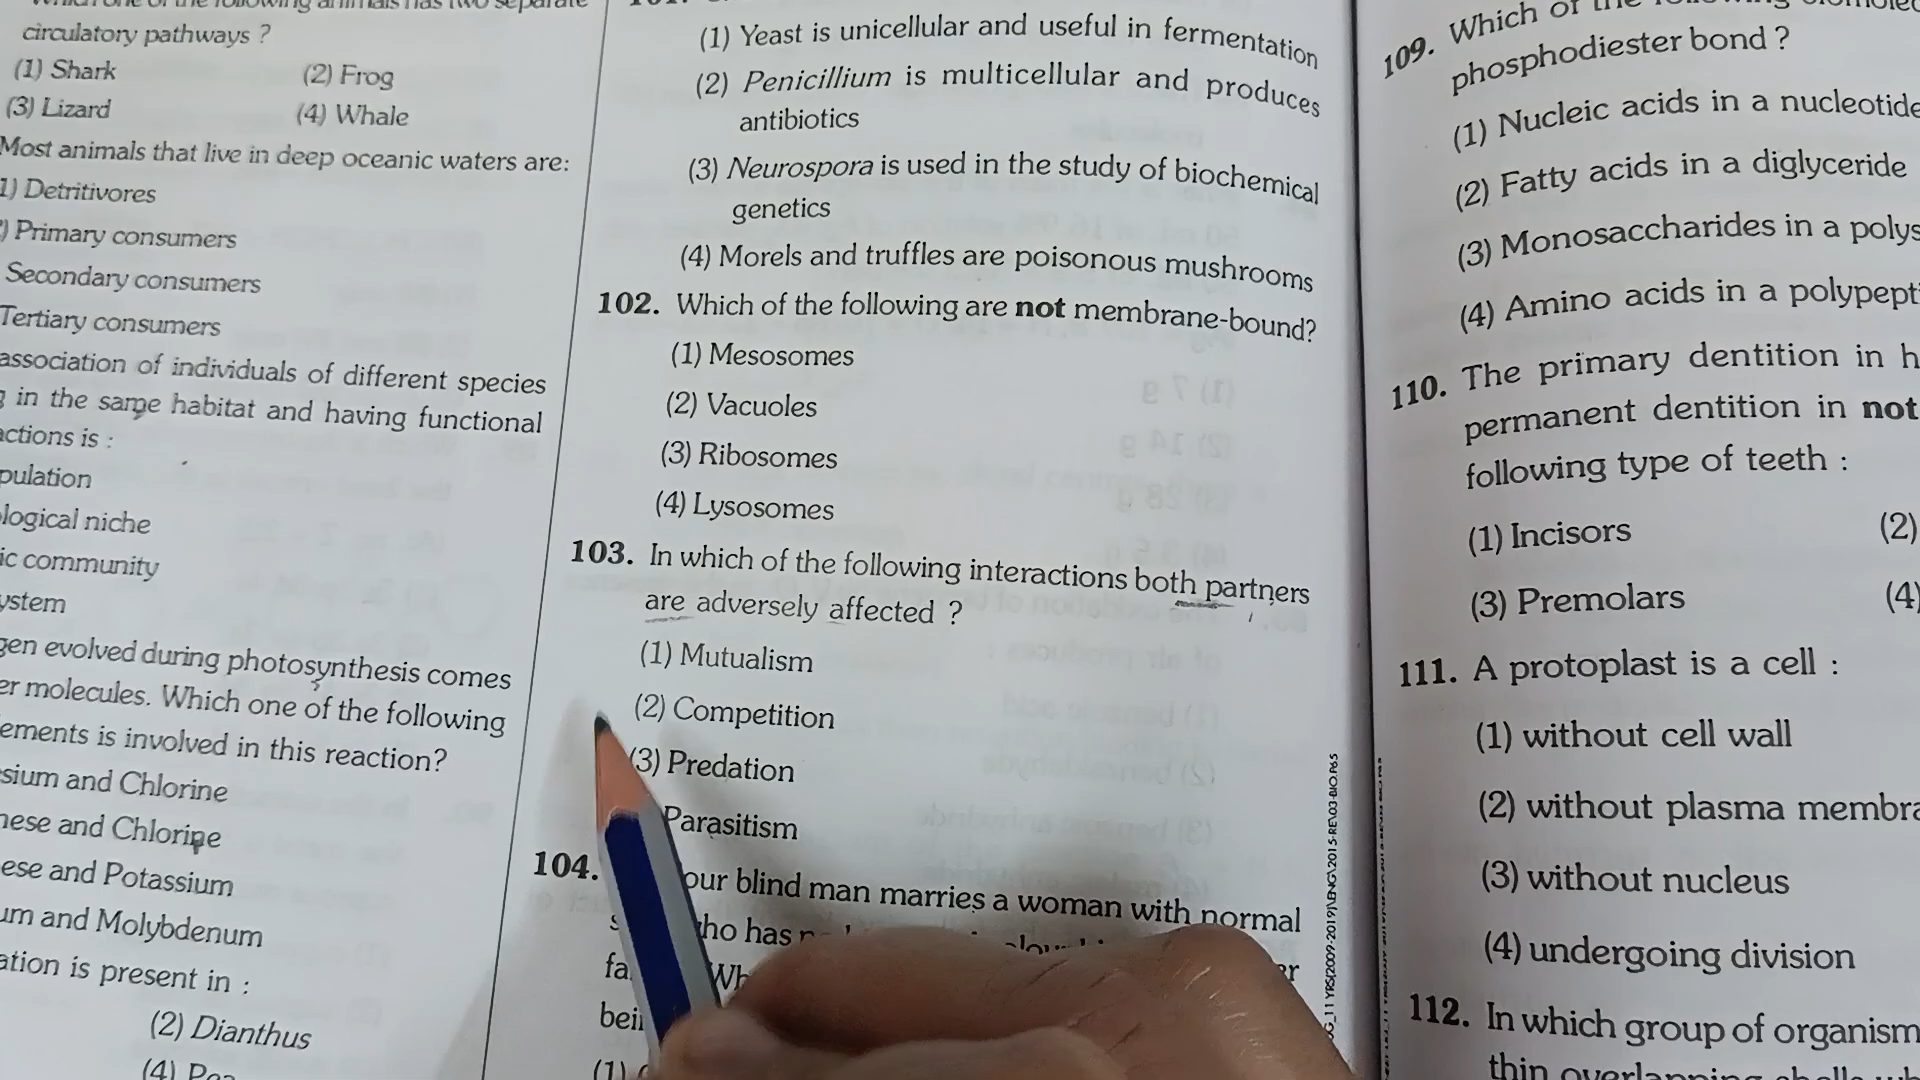 circulatory pathways ?
(1) Shark (2) Frog
(3) Lizard (4) Whale
Most animals that live in deep oceanic waters are:
1) Detritivores
) Primary consumers
Secondary consumers
Tertiary consumers
association of individuals of different species
in the same habitat and having functional
actions is :
pulation
logical niche
ic community
ystem
gen evolved during photosynthesis comes
er molecules. Which one of the following
ements is involved in this reaction?
sium and Chlorine
nese and Chlorine
ese and Potassium
um and Molybdenum
ation is present in :
(2) Dianthus
(4)
(1) Yeast is unicellular and useful in fermentation
(2) Penicillium is multicellular and produces
antibiotics
(3) Neurospora is used in the study of biochemical
genetics
(4) Morels and truffles are poisonous mushrooms
102. Which of the following are not membrane-bound?
(1) Mesosomes
(2) Vacuoles
(3) Ribosomes
(4) Lysosomes
103. In which of the following interactions both partners
are adversely affected ?
(1) Mutualism
(2) Competition
(3) Predation
Parasitism
104. our blind man marries a woman with normal
ho has
fa
bei
(1)
109. Which of
phosphodiester bond ?
(1) Nucleic acids in a nucleotide
(2) Fatty acids in a diglyceride
(3) Monosaccharides in a polys
(4) Amino acids in a polypept
110. The primary dentition in h
permanent dentition in not
following type of teeth :
(1) Incisors (2)
(3) Premolars (4)
111. A protoplast is a cell :
(1) without cell wall
(2) without plasma membra
(3) without nucleus
(4) undergoing division
112. In which group of organism